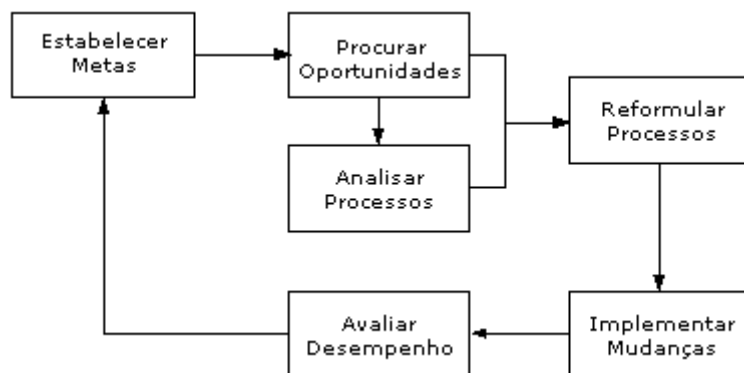 Estabelecer
Metas
Procurar
Oportunidades
Analisar
Processos
Reformular
Processos
Implementar
Mudanças
Avaliar
Desempenho